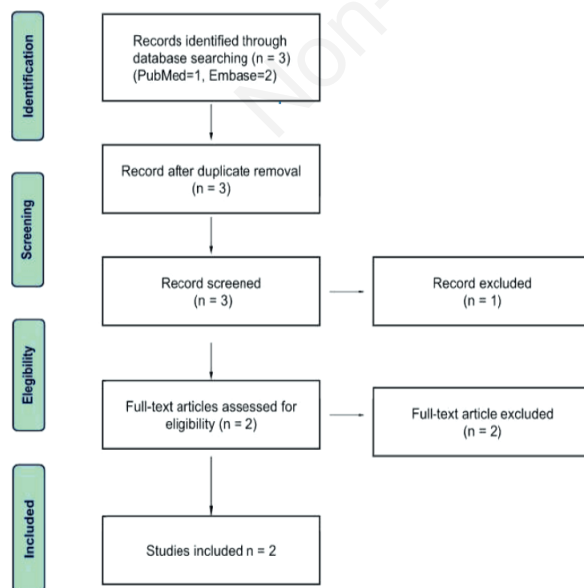 Identification
Records identified through
database searching (n = 3)
(PubMed=1, Embase=2)
Record after duplicate removal
(n = 3)
Screening
Record screened
(n = 3)
Record excluded
(n = 1)
Elegibility
Full-text articles assessed for
eligibility (n = 2)
Full-text article excluded
(n = 2)
Included
Studies included n = 2
Non-